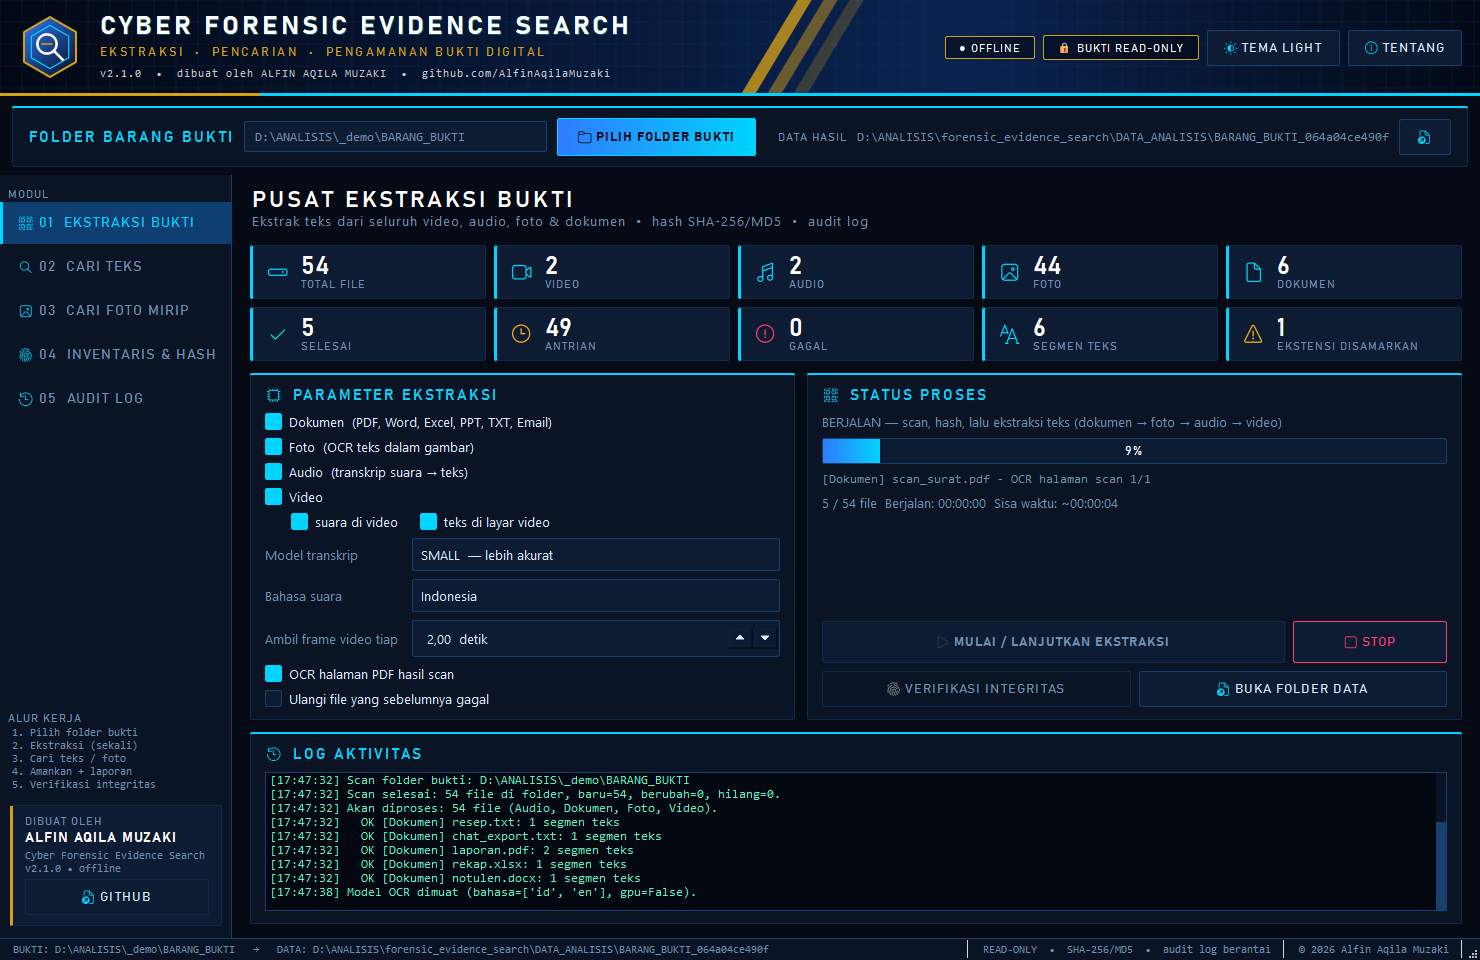 CYBER FORENSIC EVIDENCE SEARCH
EKSTRAKSI · PENCARIAN · PENGAMANAN BUKTI DIGITAL
v2.1.0 • dibuat oleh ALFIN AQILA MUZAKI • github.com/AlfinAqilaMuzaki
● OFFLINE
BUKTI READ-ONLY
TEMA LIGHT
TENTANG
FOLDER BARANG BUKTI
D:\ANALISIS\_demo\BARANG_BUKTI
PILIH FOLDER BUKTI
DATA HASIL D:\ANALISIS\forensic_evidence_search\DATA_ANALISIS\BARANG_BUKTI_064a04ce490f
MODUL
01 EKSTRAKSI BUKTI
02 CARI TEKS
03 CARI FOTO MIRIP
04 INVENTARIS & HASH
05 AUDIT LOG
PUSAT EKSTRAKSI BUKTI
Ekstrak teks dari seluruh video, audio, foto & dokumen • hash SHA-256/MD5 • audit log
54
TOTAL FILE
2
VIDEO
2
AUDIO
44
FOTO
6
DOKUMEN
5
SELESAI
49
ANTRIAN
0
GAGAL
6
SEGMEN TEKS
1
EKSTENSI DISAMARKAN
PARAMETER EKSTRAKSI
Dokumen (PDF, Word, Excel, PPT, TXT, Email)
Foto (OCR teks dalam gambar)
Audio (transkrip suara → teks)
Video
suara di video
teks di layar video
Model transkrip
SMALL — lebih akurat
Bahasa suara
Indonesia
Ambil frame video tiap
2,00 detik
OCR halaman PDF hasil scan
Ulangi file yang sebelumnya gagal
STATUS PROSES
BERJALAN — scan, hash, lalu ekstraksi teks (dokumen → foto → audio → video)
9%
[Dokumen] scan_surat.pdf - OCR halaman scan 1/1
5 / 54 file Berjalan: 00:00:00 Sisa waktu: ~00:00:04
MULAI / LANJUTKAN EKSTRAKSI
STOP
VERIFIKASI INTEGRITAS
BUKA FOLDER DATA
LOG AKTIVITAS
[17:47:32] Scan folder bukti: D:\ANALISIS\_demo\BARANG_BUKTI
[17:47:32] Scan selesai: 54 file di folder, baru=54, berubah=0, hilang=0.
[17:47:32] Akan diproses: 54 file (Audio, Dokumen, Foto, Video).
[17:47:32] OK [Dokumen] resep.txt: 1 segmen teks
[17:47:32] OK [Dokumen] chat_export.txt: 1 segmen teks
[17:47:32] OK [Dokumen] laporan.pdf: 2 segmen teks
[17:47:32] OK [Dokumen] rekap.xlsx: 1 segmen teks
[17:47:32] OK [Dokumen] notulen.docx: 1 segmen teks
[17:47:38] Model OCR dimuat (bahasa=['id', 'en'], gpu=False).
ALUR KERJA
1. Pilih folder bukti
2. Ekstraksi (sekali)
3. Cari teks / foto
4. Amankan + laporan
5. Verifikasi integritas
DIBUAT OLEH
ALFIN AQILA MUZAKI
Cyber Forensic Evidence Search
v2.1.0 • offline
GITHUB
BUKTI: D:\ANALISIS\_demo\BARANG_BUKTI → DATA: D:\ANALISIS\forensic_evidence_search\DATA_ANALISIS\BARANG_BUKTI_064a04ce490f
READ-ONLY • SHA-256/MD5 • audit log berantai
© 2026 Alfin Aqila Muzaki